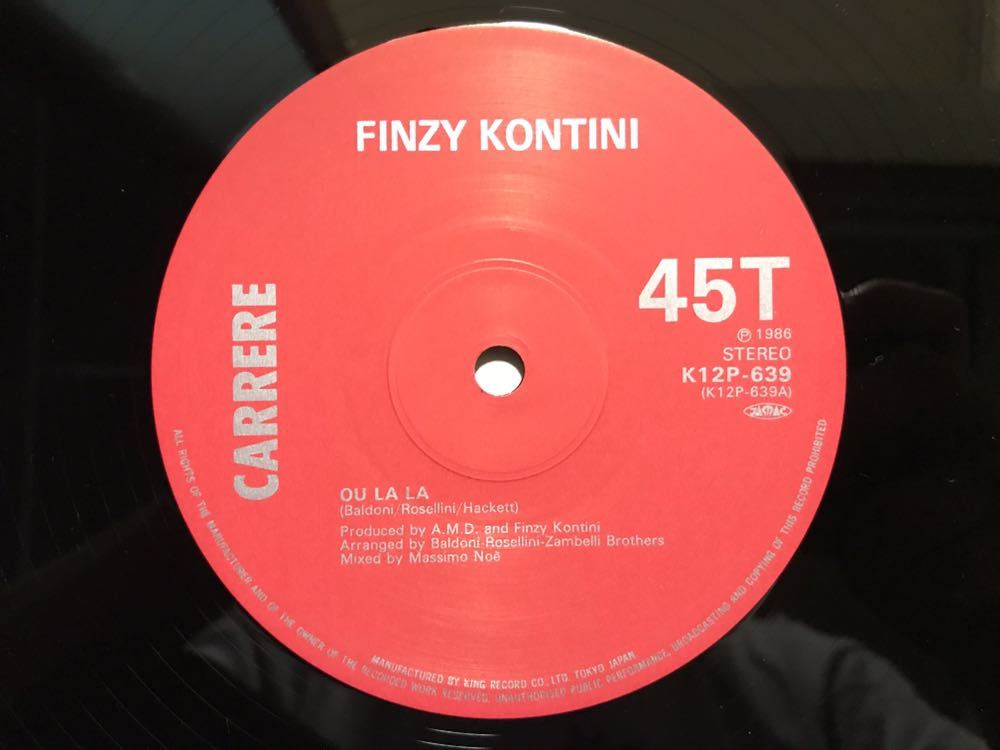 FINZY KONTINI
CARRERE
45T
Ⓟ 1986
STEREO
K12P-639
(K12P-639A)
JASRAC
OU LA LA
(Baldoni/Rosellini/Hackett)
Produced by A.M.D. and Finzy Kontini
Arranged by Baldoni-Rosellini-Zambelli Brothers
Mixed by Massimo Noè
ALL RIGHTS OF THE MANUFACTURER AND OF THE OWNER OF THE RECORDED WORK RESERVED. UNAUTHORISED PUBLIC PERFORMANCE, BROADCASTING AND COPYING OF THIS RECORD PROHIBITED
MANUFACTURED BY KING RECORD CO. LTD. TOKYO JAPAN